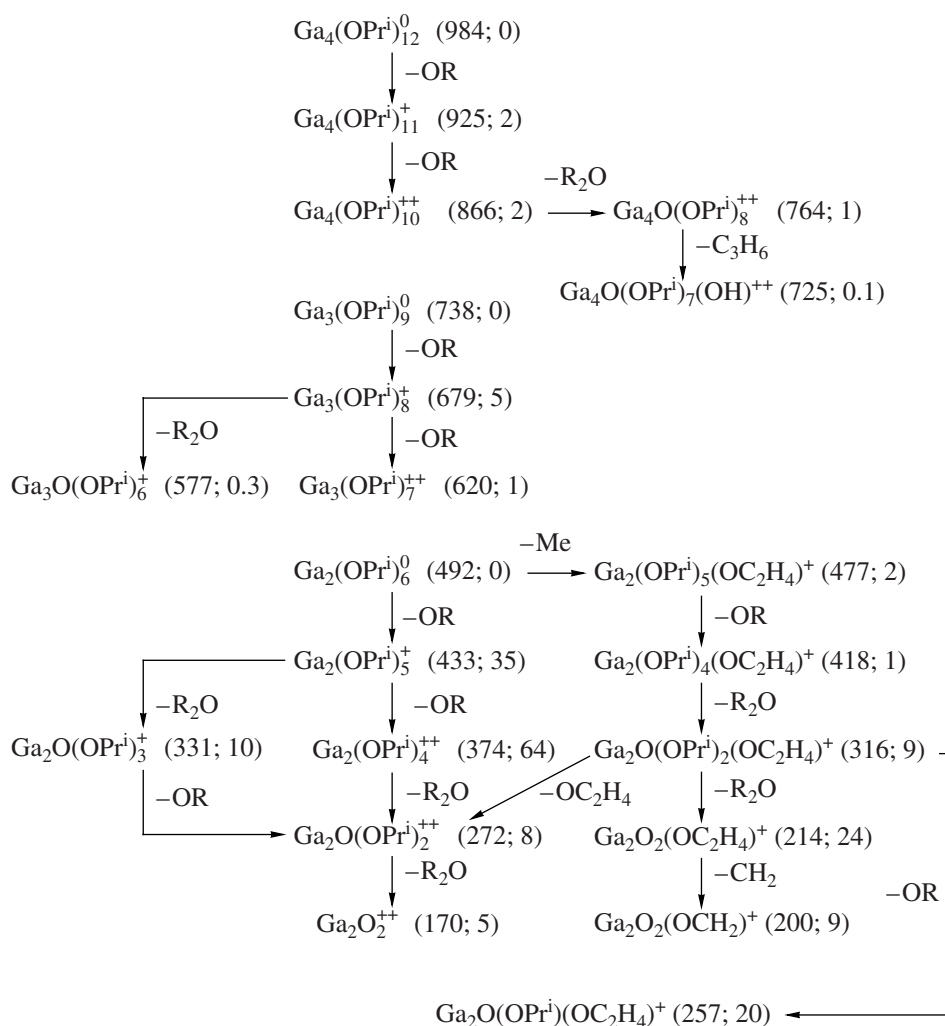 Ga₄(OPrⁱ)₁₂⁰ (984; 0)
–OR
Ga₄(OPrⁱ)₁₁⁺ (925; 2)
–OR
–R₂O
Ga₄(OPrⁱ)₁₀⁺⁺ (866; 2) Ga₄O(OPrⁱ)₈⁺⁺ (764; 1)
–C₃H₆
Ga₄O(OPrⁱ)₇(OH)⁺⁺ (725; 0.1)
Ga₃(OPrⁱ)₉⁰ (738; 0)
–OR
Ga₃(OPrⁱ)₈⁺ (679; 5)
–R₂O –OR
Ga₃O(OPrⁱ)₆⁺ (577; 0.3) Ga₃(OPrⁱ)₇⁺⁺ (620; 1)
–Me
Ga₂(OPrⁱ)₆⁰ (492; 0) Ga₂(OPrⁱ)₅(OC₂H₄)⁺ (477; 2)
–OR –OR
Ga₂(OPrⁱ)₅⁺ (433; 35) Ga₂(OPrⁱ)₄(OC₂H₄)⁺ (418; 1)
–R₂O –OR –R₂O
Ga₂O(OPrⁱ)₃⁺ (331; 10) Ga₂(OPrⁱ)₄⁺⁺ (374; 64) Ga₂O(OPrⁱ)₂(OC₂H₄)⁺ (316; 9)
–OR –R₂O –OC₂H₄ –R₂O
Ga₂O(OPrⁱ)₂⁺⁺ (272; 8) Ga₂O₂(OC₂H₄)⁺ (214; 24)
–R₂O –CH₂ –OR
Ga₂O₂⁺⁺ (170; 5) Ga₂O₂(OCH₂)⁺ (200; 9)
Ga₂O(OPrⁱ)(OC₂H₄)⁺ (257; 20)